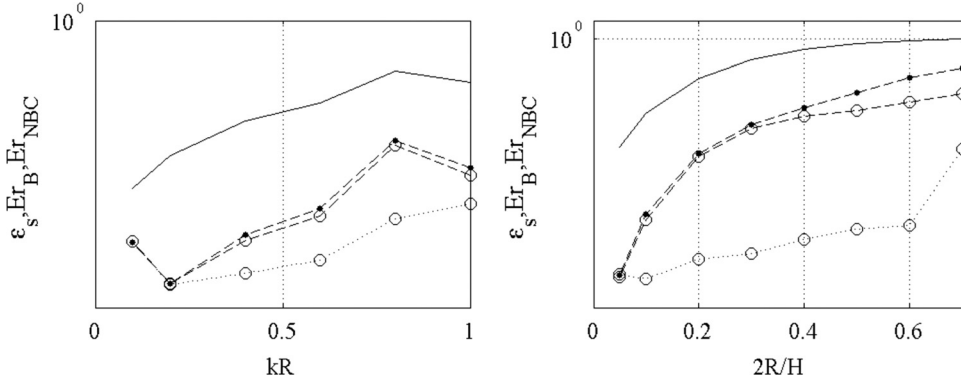 10^0
ε_s,Er_B,Er_NBC
0 0.5 1
kR
10^0
ε_s,Er_B,Er_NBC
0 0.2 0.4 0.6
2R/H